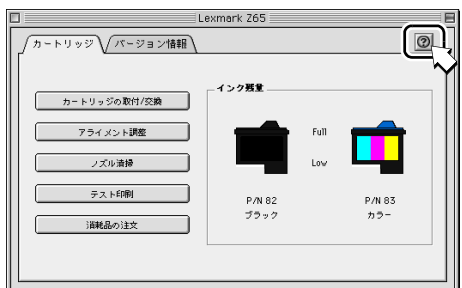 Lexmark Z65
カートリッジ バージョン情報
?
カートリッジの取付/交換
アライメント調整
ノズル清掃
テスト印刷
消耗品の注文
インク残量
Full
Low
P/N 82
ブラック
P/N 83
カラー